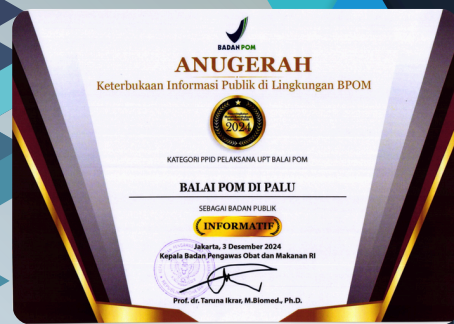 BADAN POM
ANUGERAH
Keterbukaan Informasi Publik di Lingkungan BPOM
2024
KATEGORI PPID PELAKSANA UPT BALAI POM
BALAI POM DI PALU
SEBAGAI BADAN PUBLIK
INFORMATIF
Jakarta, 3 Desember 2024
Kepala Badan Pengawas Obat dan Makanan RI
Prof. dr. Taruna Ikrar, M.Biomed., Ph.D.